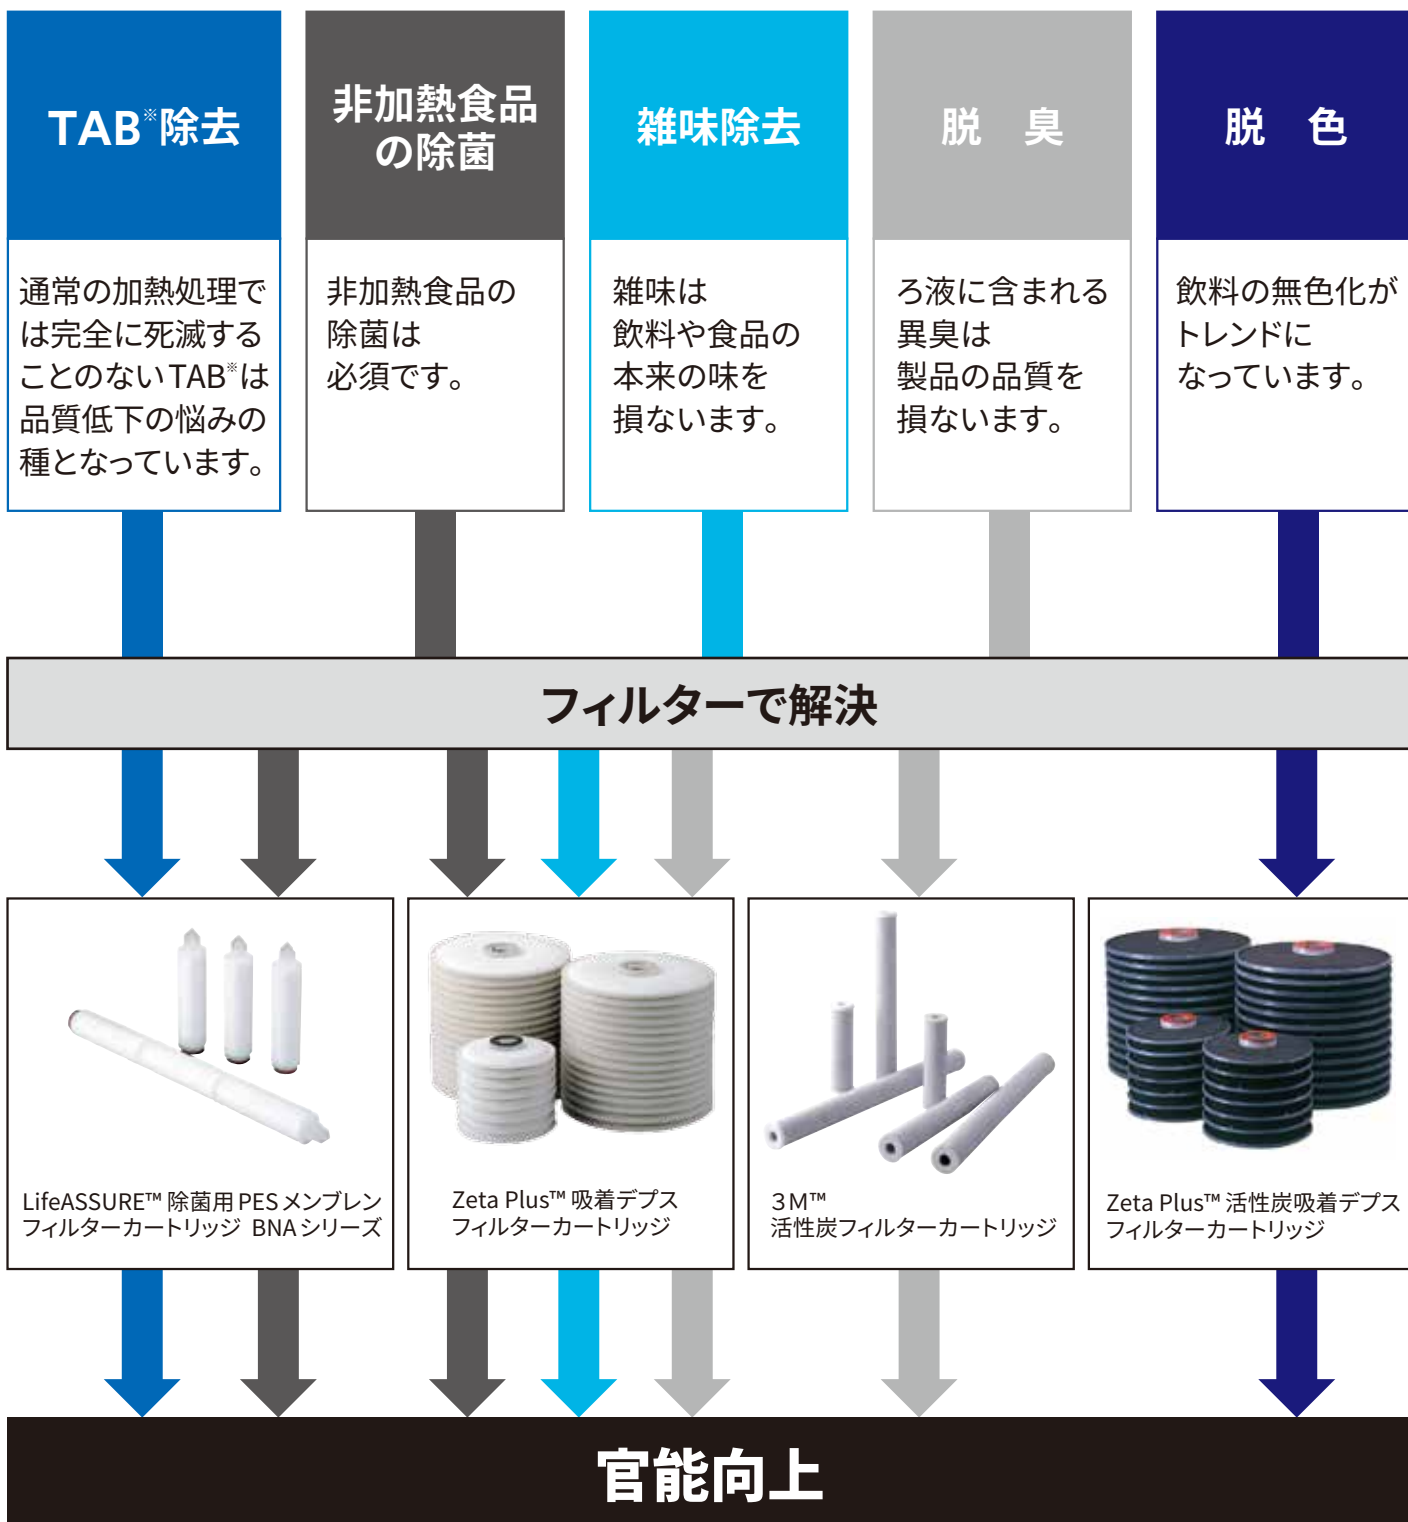 TAB※除去
非加熱食品
の除菌
雑味除去
脱　臭
脱　色
通常の加熱処理で
は完全に死滅する
ことのないTAB※は
品質低下の悩みの
種となっています。
非加熱食品の
除菌は
必須です。
雑味は
飲料や食品の
本来の味を
損ないます。
ろ液に含まれる
異臭は
製品の品質を
損ないます。
飲料の無色化が
トレンドに
なっています。
フィルターで解決
LifeASSURE™ 除菌用PESメンブレン
フィルターカートリッジ BNAシリーズ
Zeta Plus™ 吸着デプス
フィルターカートリッジ
3M™
活性炭フィルターカートリッジ
Zeta Plus™ 活性炭吸着デプス
フィルターカートリッジ
官能向上